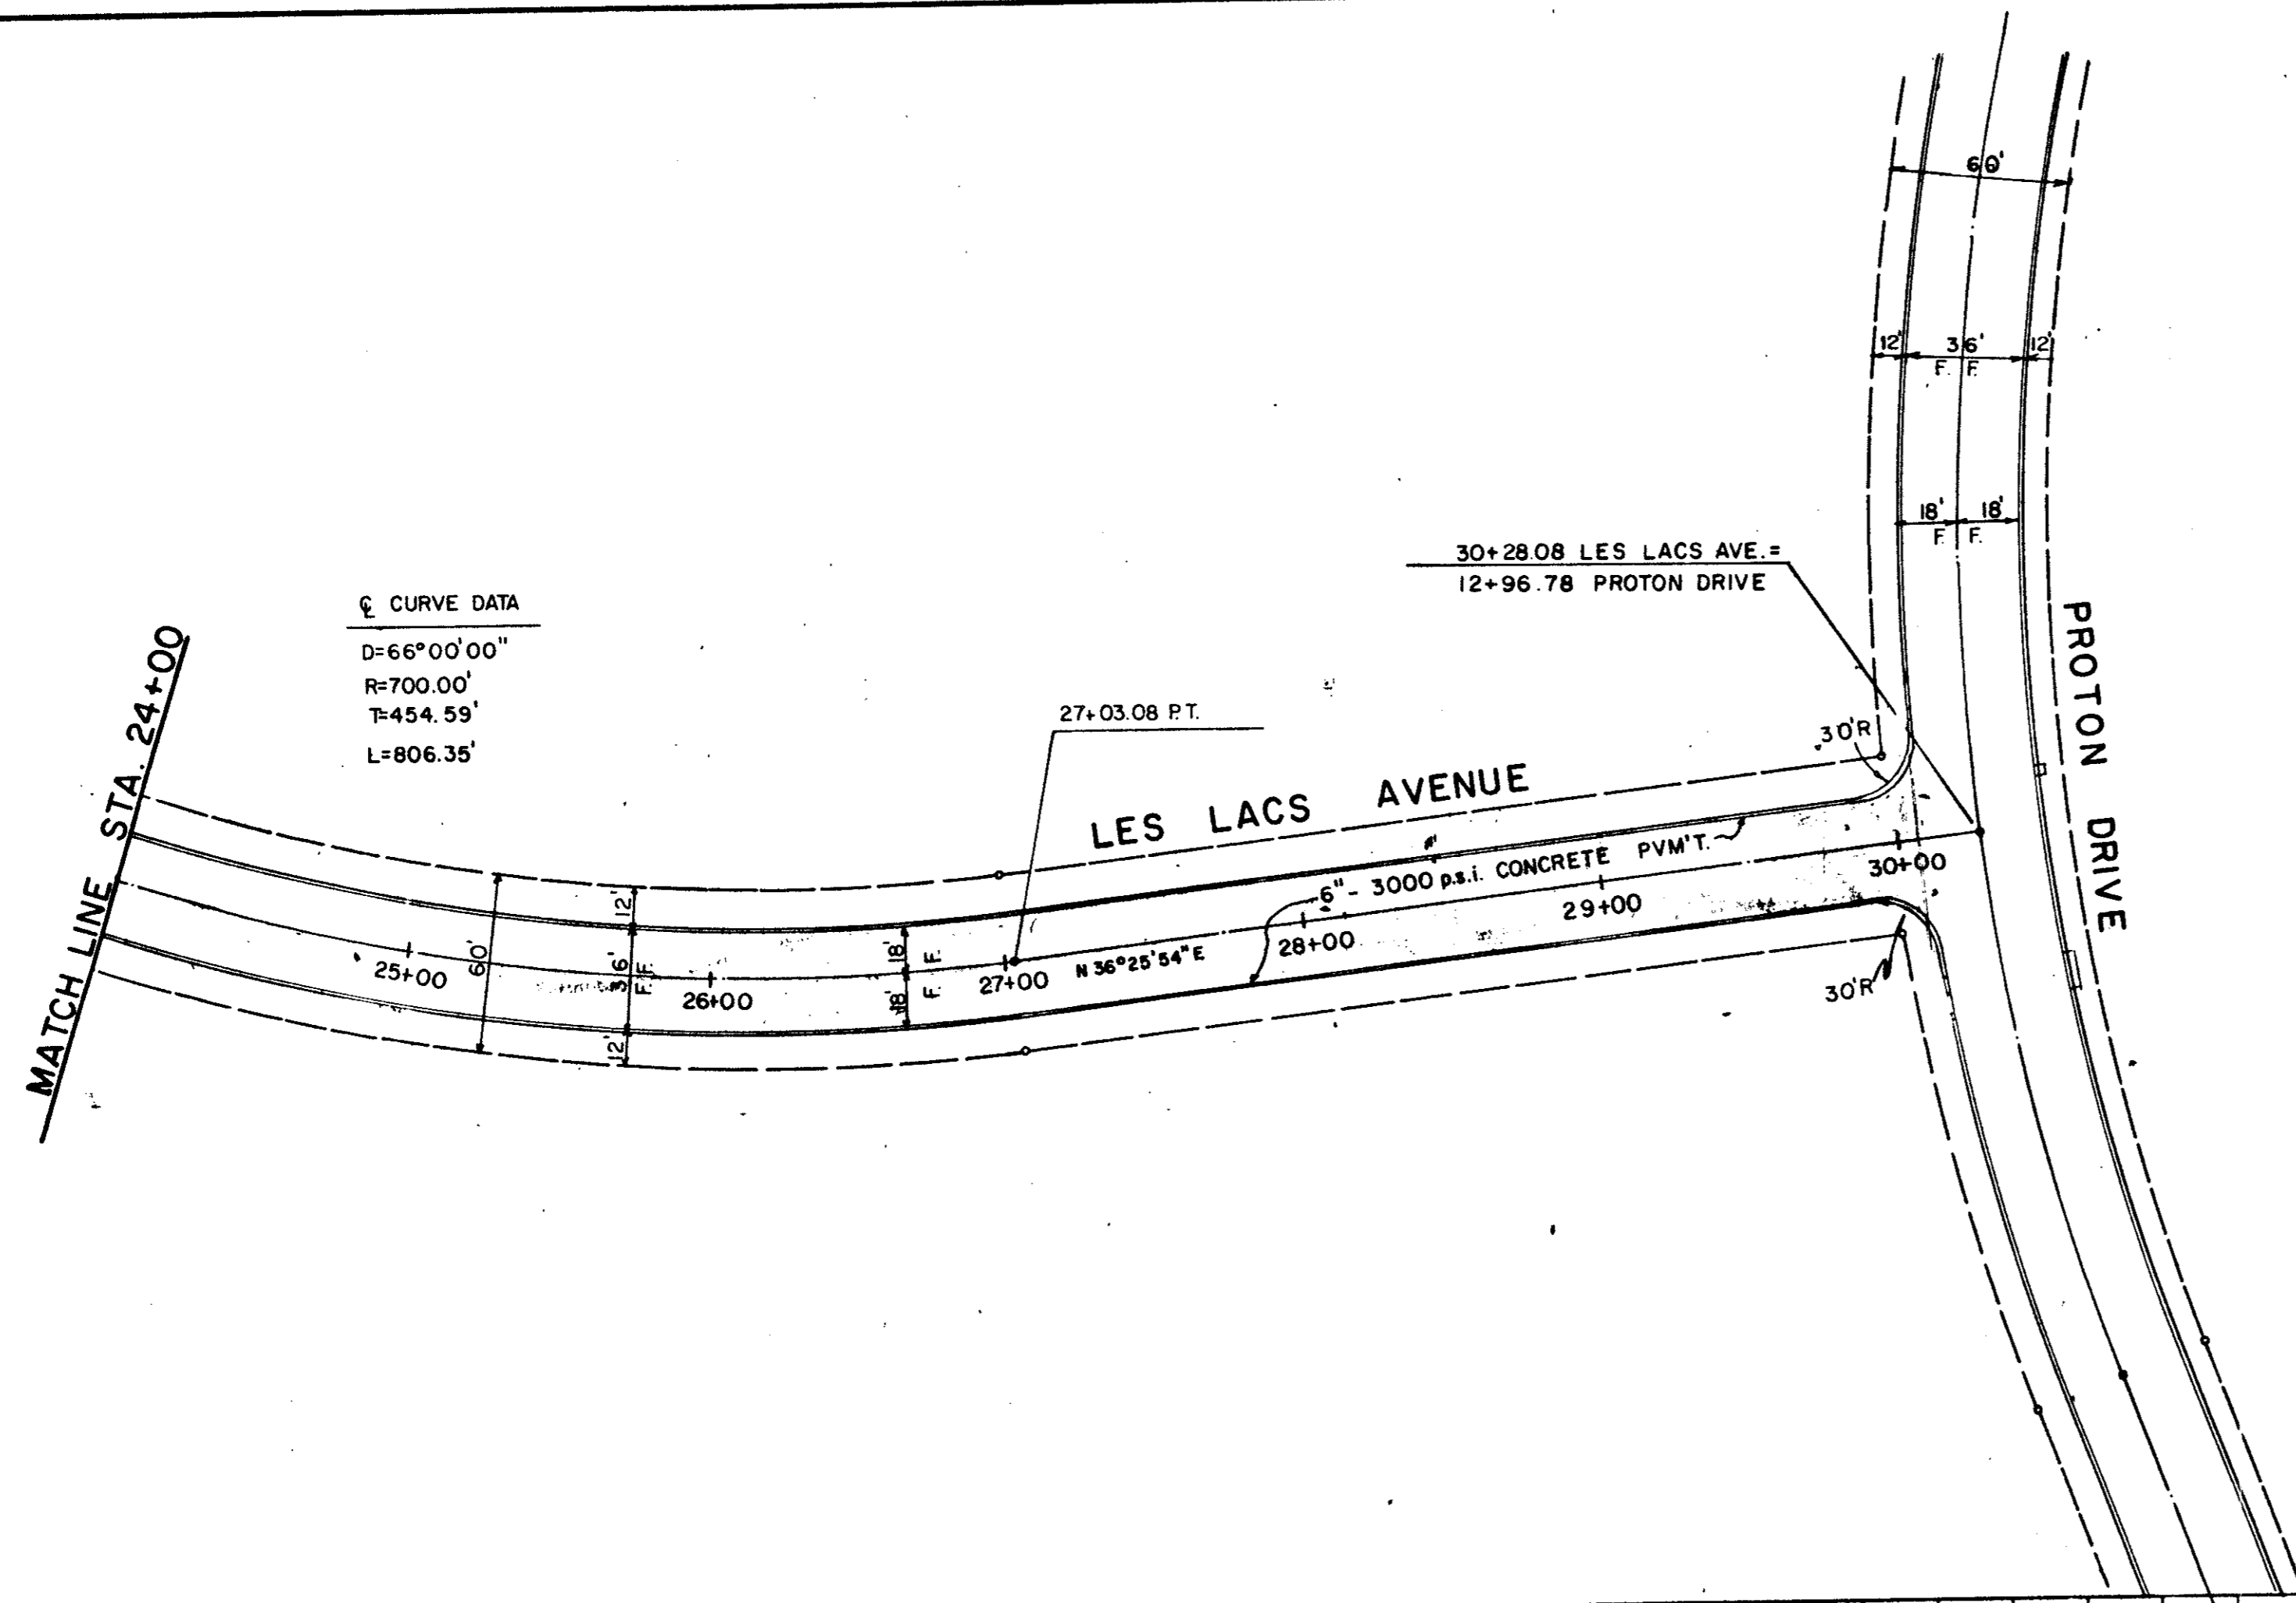 60'
12' 36' 12'
F. F.
18' 18'
F. F.
30+28.08 LES LACS AVE.=
12+96.78 PROTON DRIVE
℄ CURVE DATA
D=66°00'00"
R=700.00'
T=454.59'
L=806.35'
MATCH LINE STA. 24+00
27+03.08 P.T.
30'R
PROTON DRIVE
LES LACS AVENUE
6"- 3000 p.s.i. CONCRETE PVM'T.
12'
60'
36'
F.F.
12'
18'
F. F.
18'
25+00
26+00
27+00
N 36°25'54"E
28+00
29+00
30+00
30'R